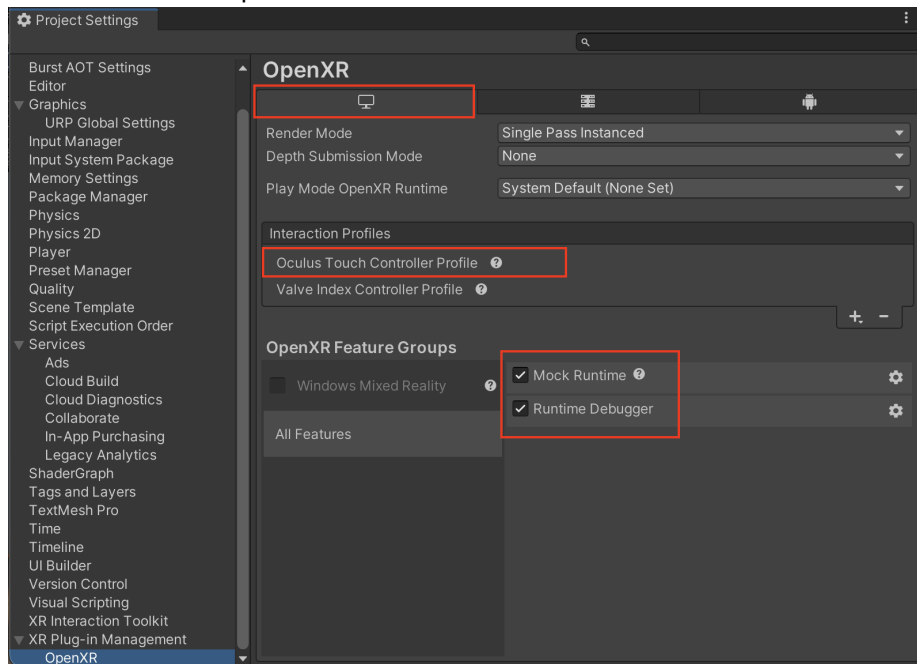 Project Settings
Burst AOT Settings
Editor
Graphics
URP Global Settings
Input Manager
Input System Package
Memory Settings
Package Manager
Physics
Physics 2D
Player
Preset Manager
Quality
Scene Template
Script Execution Order
Services
Ads
Cloud Build
Cloud Diagnostics
Collaborate
In-App Purchasing
Legacy Analytics
ShaderGraph
Tags and Layers
TextMesh Pro
Time
Timeline
UI Builder
Version Control
Visual Scripting
XR Interaction Toolkit
XR Plug-in Management
OpenXR
OpenXR
Render Mode Single Pass Instanced
Depth Submission Mode None
Play Mode OpenXR Runtime System Default (None Set)
Interaction Profiles
Oculus Touch Controller Profile
Valve Index Controller Profile
OpenXR Feature Groups
Windows Mixed Reality
All Features
Mock Runtime
Runtime Debugger